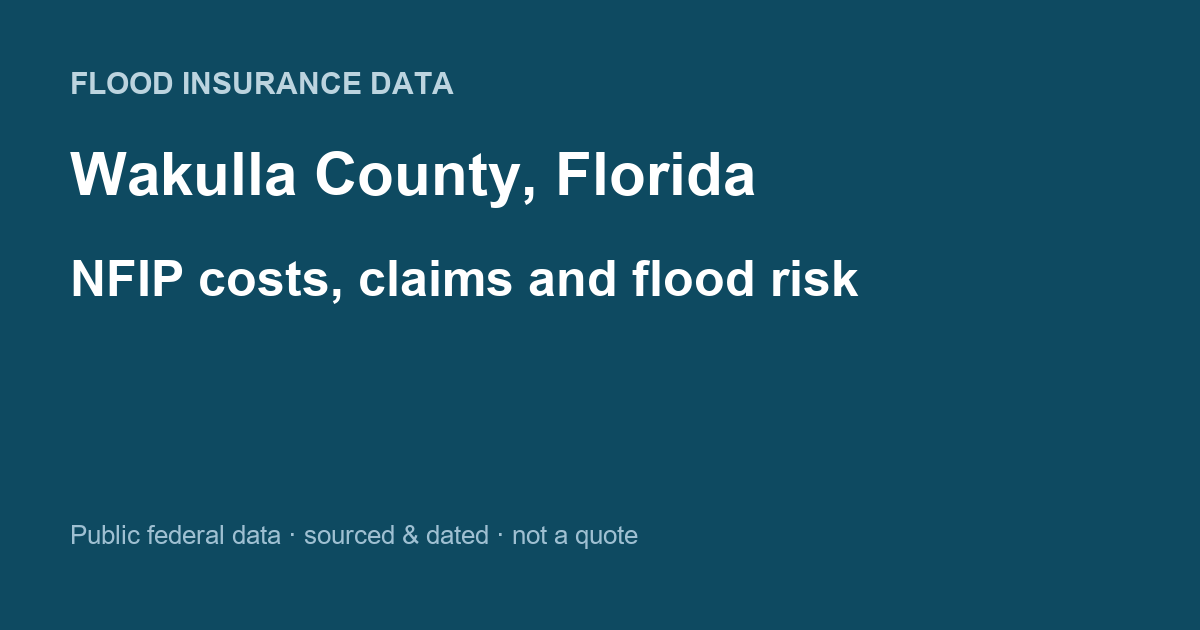 FLOOD INSURANCE DATA
Wakulla County, Florida
NFIP costs, claims and flood risk
Public federal data · sourced & dated · not a quote